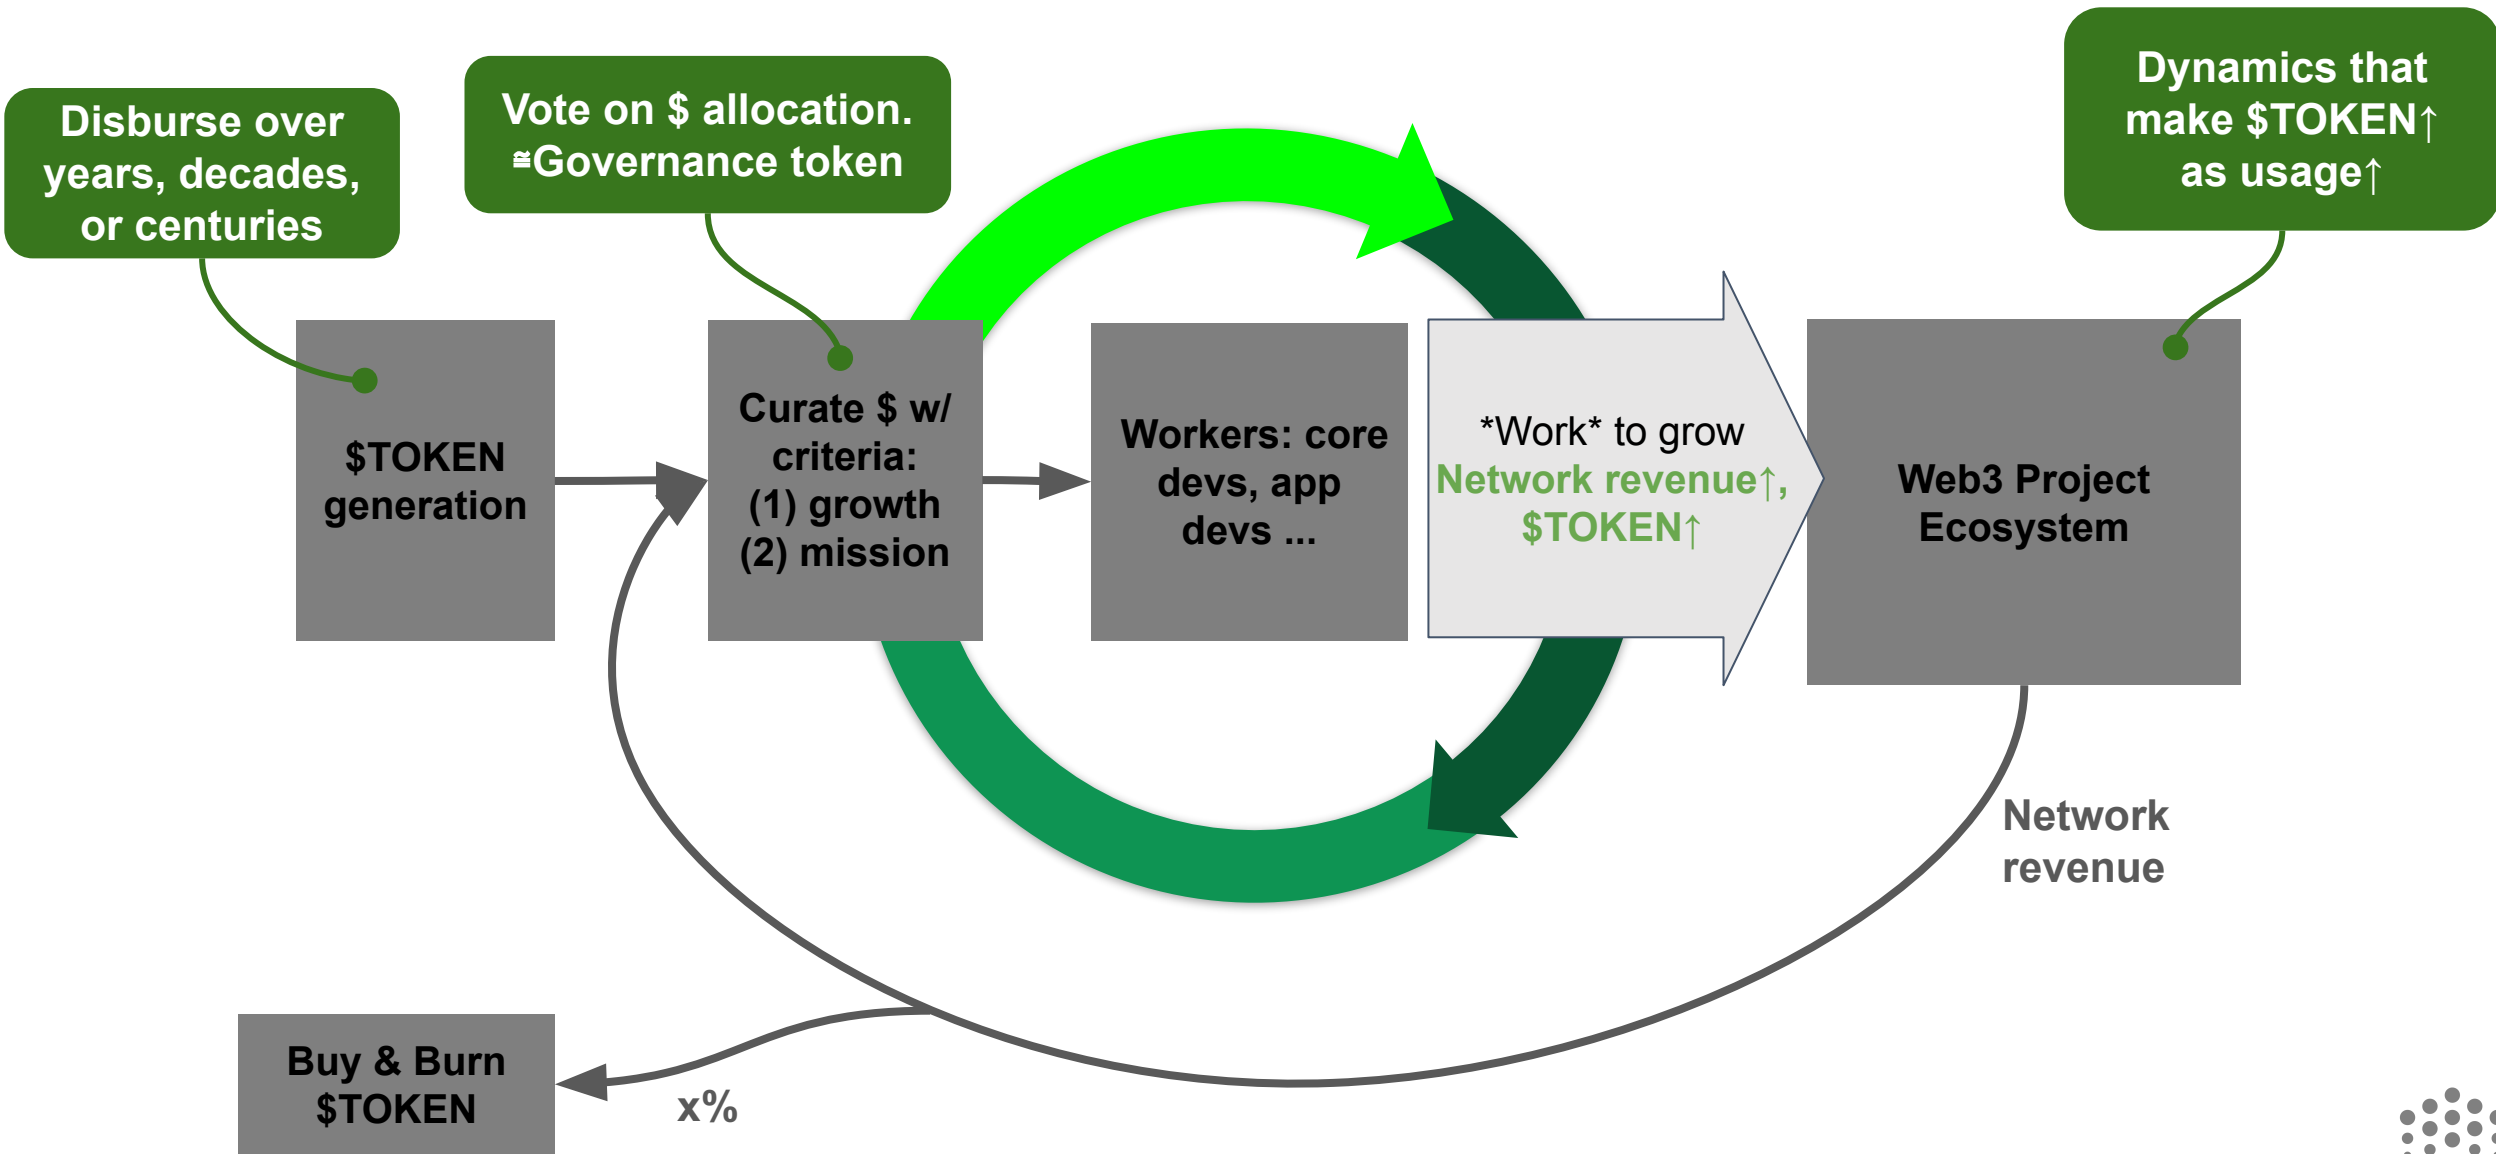 Disburse over
years, decades,
or centuries
Vote on $ allocation.
≅Governance token
Dynamics that
make $TOKEN↑
as usage↑
$TOKEN
generation
Curate $ w/
criteria:
(1) growth
(2) mission
Workers: core
devs, app
devs ...
*Work* to grow
Network revenue↑,
$TOKEN↑
Web3 Project
Ecosystem
Network
revenue
Buy & Burn
$TOKEN
x%